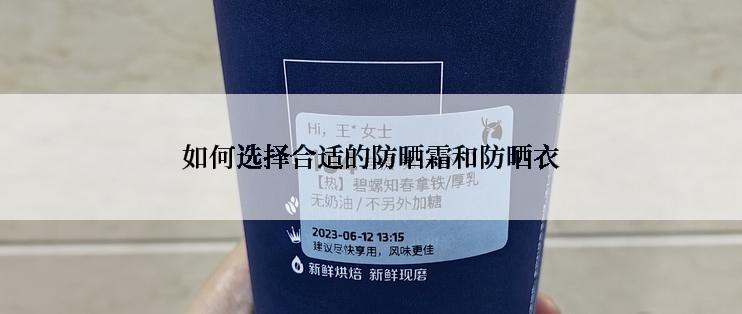 Hi，王* 女士
如何选择合适的防晒霜和防晒衣
【热】碧螺知春拿铁/厚乳
无奶油 / 不另外加糖
2023-06-12 13:15
建议尽快享用，风味更佳
新鲜烘焙 新鲜现磨